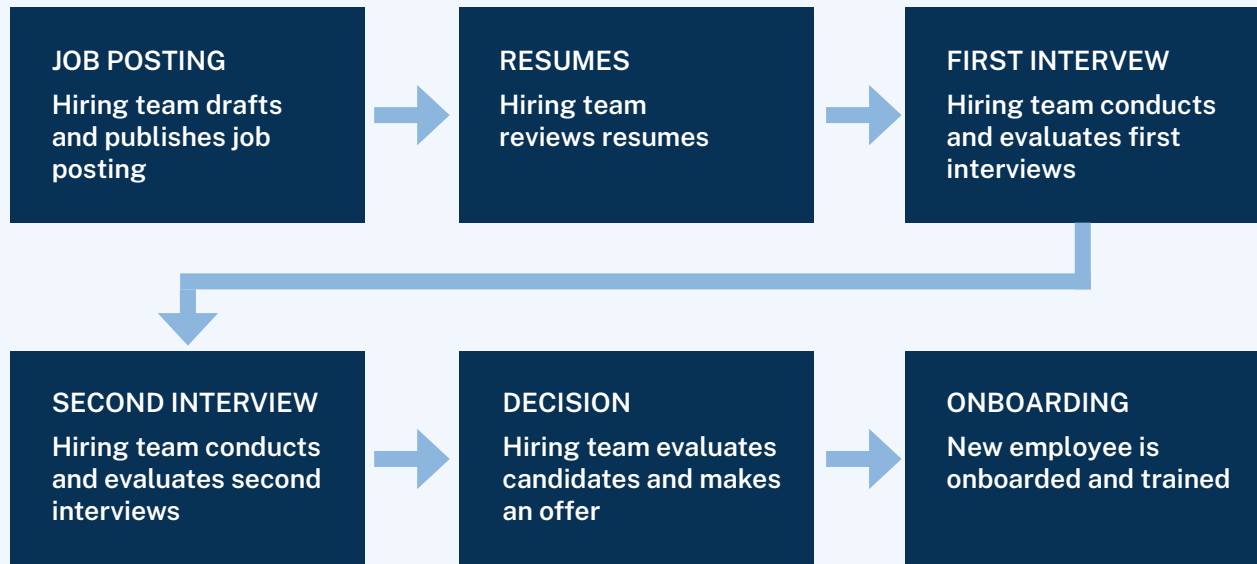 JOB POSTING
Hiring team drafts
and publishes job
posting
RESUMES
Hiring team
reviews resumes
FIRST INTERVEW
Hiring team conducts
and evaluates first
interviews
SECOND INTERVIEW
Hiring team conducts
and evaluates second
interviews
DECISION
Hiring team evaluates
candidates and makes
an offer
ONBOARDING
New employee is
onboarded and trained